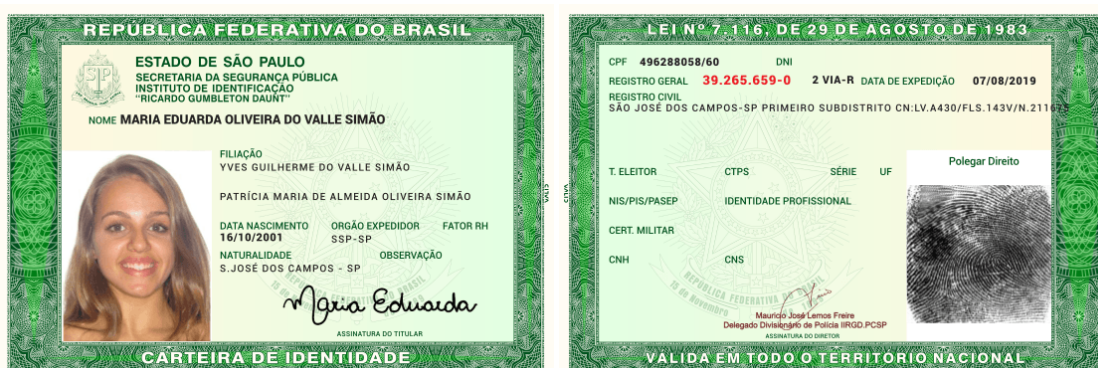 REPÚBLICA FEDERATIVA DO BRASIL
ESTADO DE SÃO PAULO
SECRETARIA DA SEGURANÇA PÚBLICA
INSTITUTO DE IDENTIFICAÇÃO
"RICARDO GUMBLETON DAUNT"
NOME MARIA EDUARDA OLIVEIRA DO VALLE SIMÃO
FILIAÇÃO
YVES GUILHERME DO VALLE SIMÃO
PATRÍCIA MARIA DE ALMEIDA OLIVEIRA SIMÃO
DATA NASCIMENTO ORGÃO EXPEDIDOR FATOR RH
16/10/2001 SSP-SP
NATURALIDADE OBSERVAÇÃO
S.JOSÉ DOS CAMPOS - SP
Maria Eduarda
ASSINATURA DO TITULAR
CARTEIRA DE IDENTIDADE
LEI Nº 7.116, DE 29 DE AGOSTO DE 1983
CPF 496288058/60 DNI
REGISTRO GERAL 39.265.659-0 2 VIA-R DATA DE EXPEDIÇÃO 07/08/2019
REGISTRO CIVIL
SÃO JOSÉ DOS CAMPOS-SP PRIMEIRO SUBDISTRITO CN:LV.A430/FLS.143V/N.211675
Polegar Direito
T. ELEITOR CTPS SÉRIE UF
NIS/PIS/PASEP IDENTIDADE PROFISSIONAL
CERT. MILITAR
CNH CNS
REPÚBLICA FEDERATIVA DO BRASIL
15 de Novembro
Mauricio José Lemos Freire
Delegado Divisionário de Polícia IIRGD.PCSP
ASSINATURA DO DIRETOR
VÁLIDA EM TODO O TERRITÓRIO NACIONAL